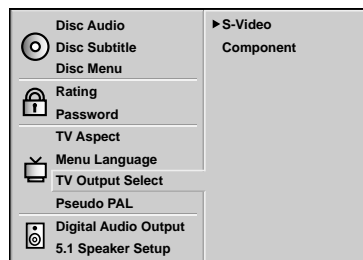 Disc Audio
Disc Subtitle
Disc Menu
Rating
Password
TV Aspect
Menu Language
TV Output Select
Pseudo PAL
Digital Audio Output
5.1 Speaker Setup
S-Video
Component